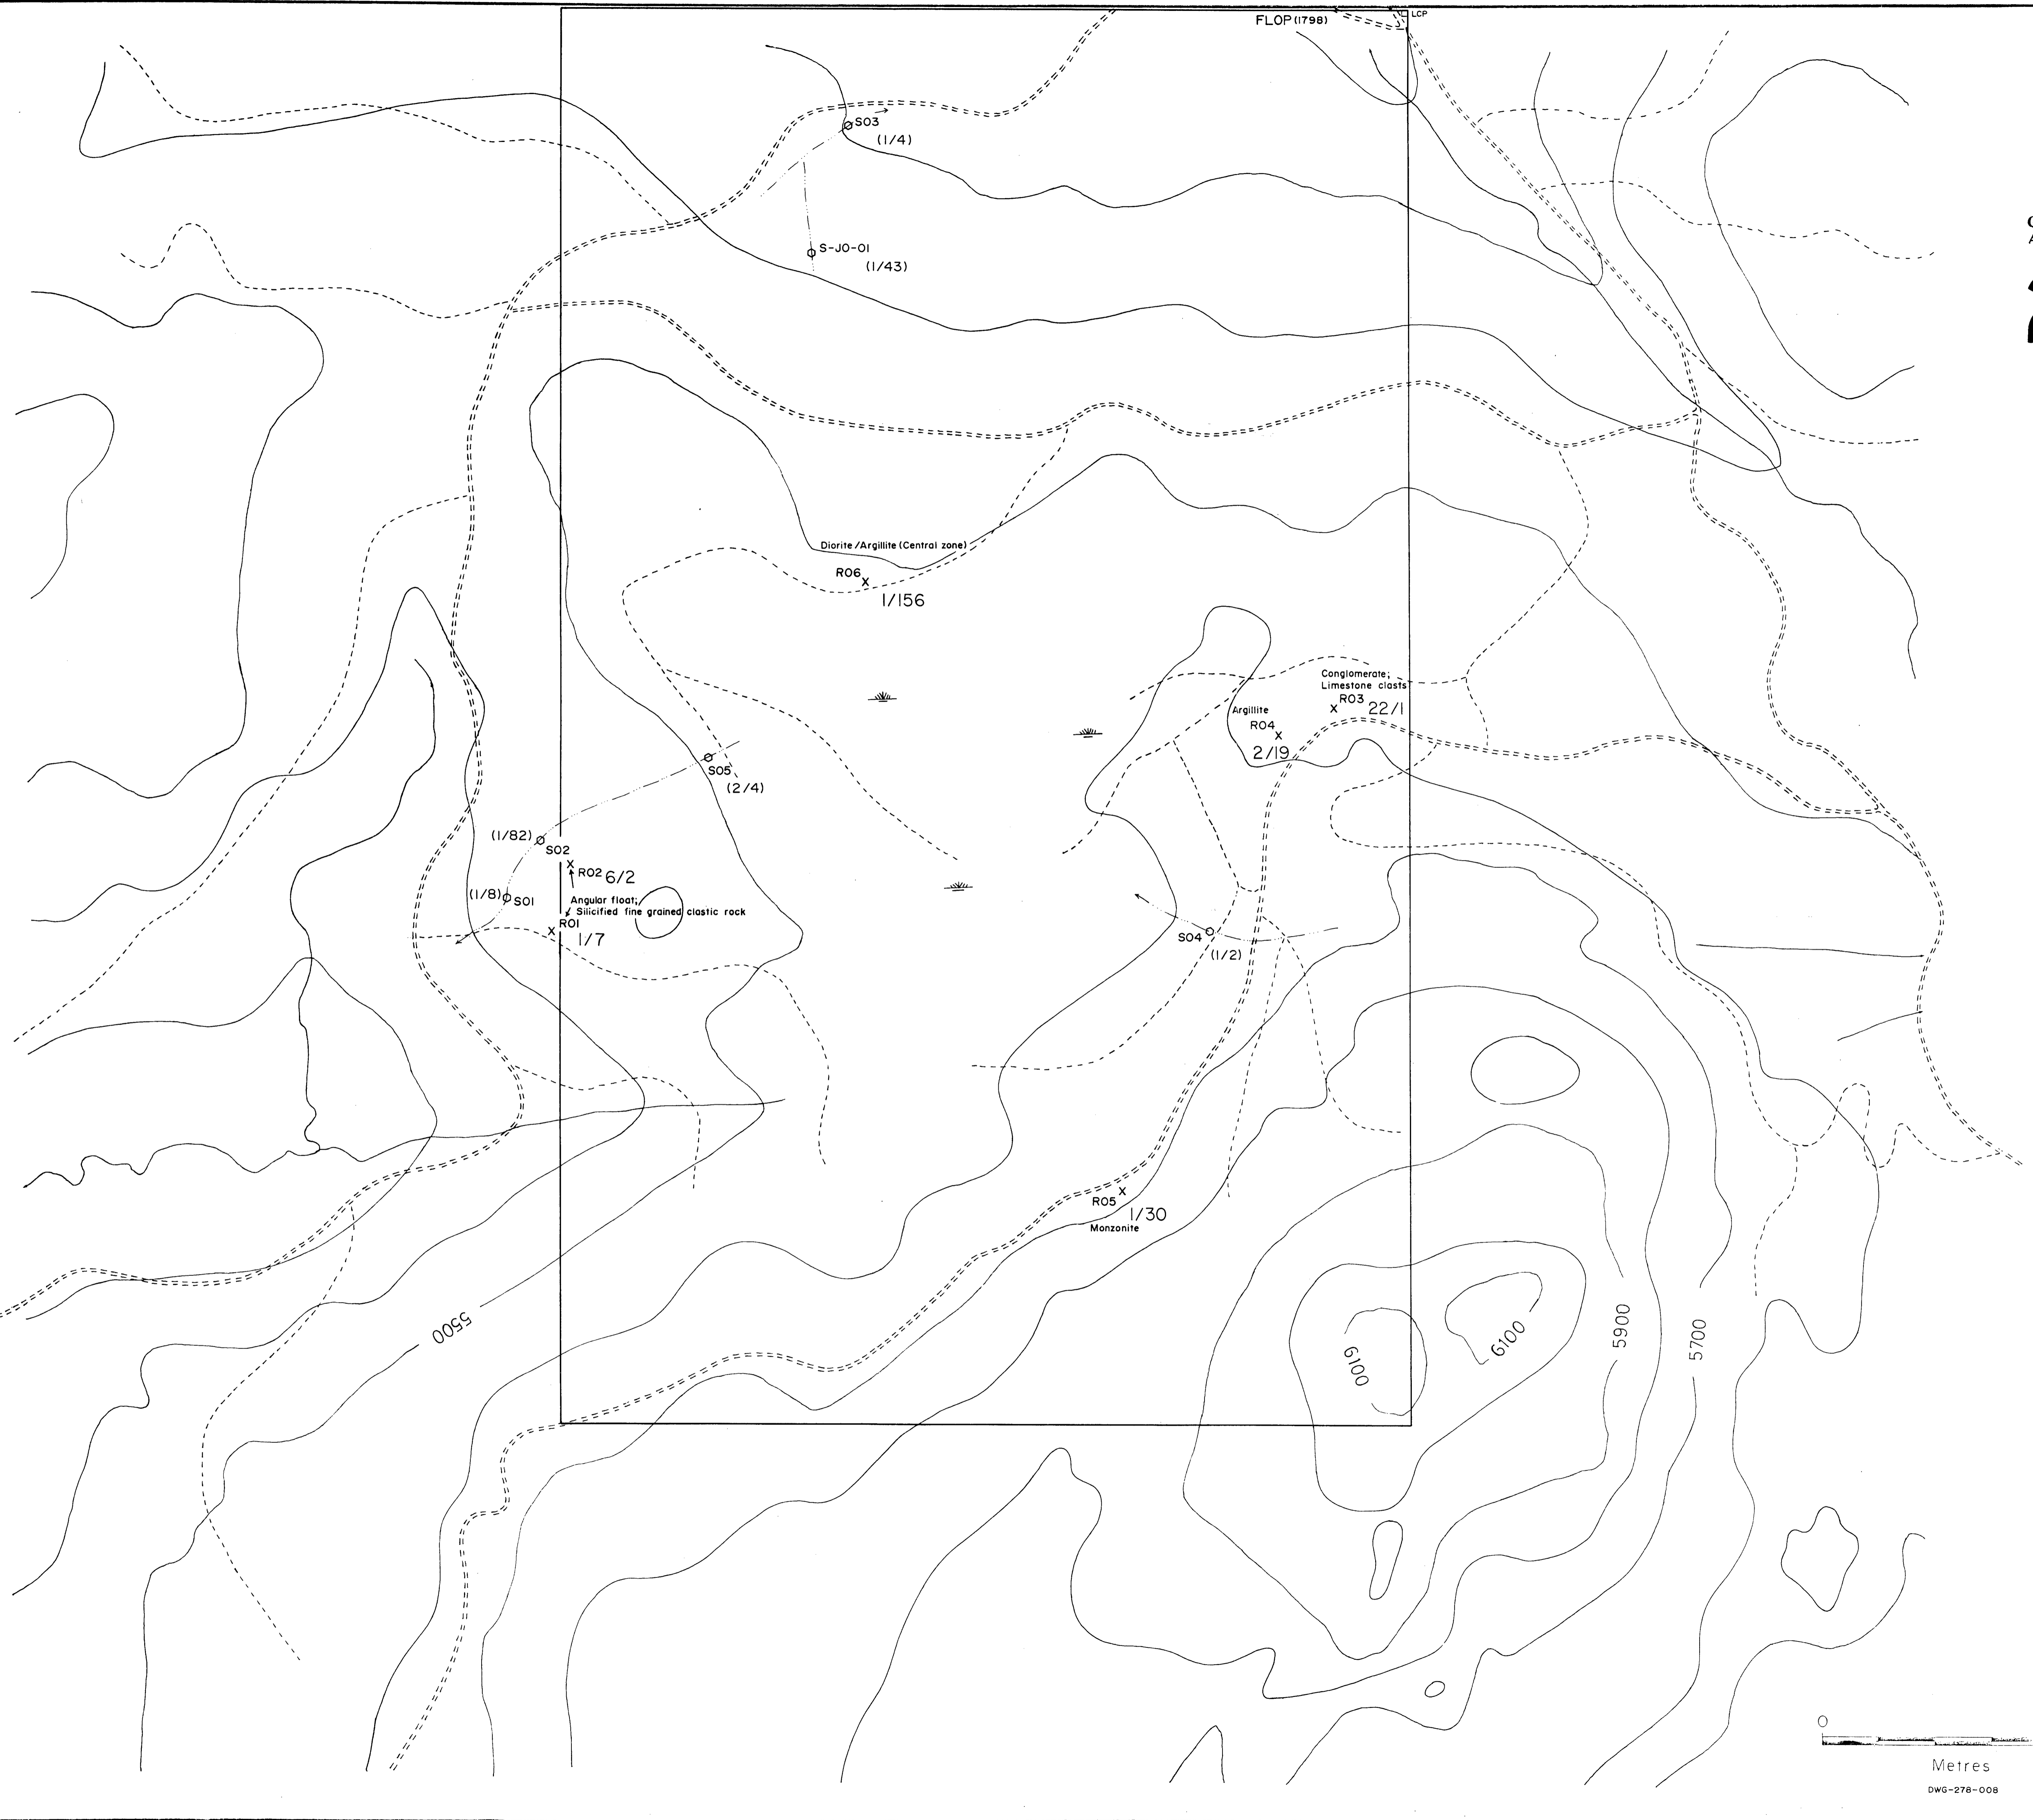 FLOP (1798)
LCP
S03
(1/4)
S-J0-01
(1/43)
Diorite/Argillite (Central zone)
R06
1/156
Conglomerate;
Limestone clasts
R03
22/1
Argillite
R04
2/19
S05
(2/4)
(1/82)
S02
R02 6/2
(1/8)
S01
Angular float;
Silicified fine grained clastic rock
R01
1/7
S04
(1/2)
R05
1/30
Monzonite
5500
5900
5700
6100
6100
0
Metres
DWG-278-008